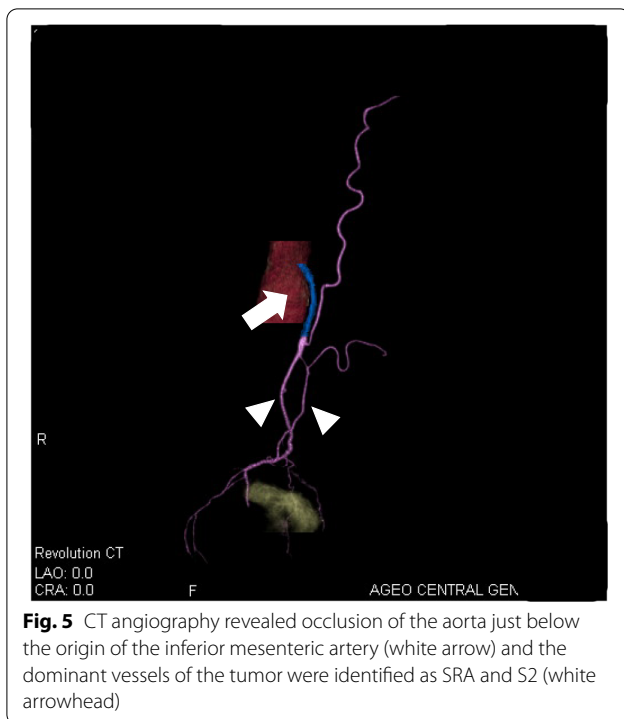 R
Revolution CT
LAO: 0.0
CRA: 0.0
F
AGEO CENTRAL GEN
Fig. 5 CT angiography revealed occlusion of the aorta just below
the origin of the inferior mesenteric artery (white arrow) and the
dominant vessels of the tumor were identified as SRA and S2 (white
arrowhead)